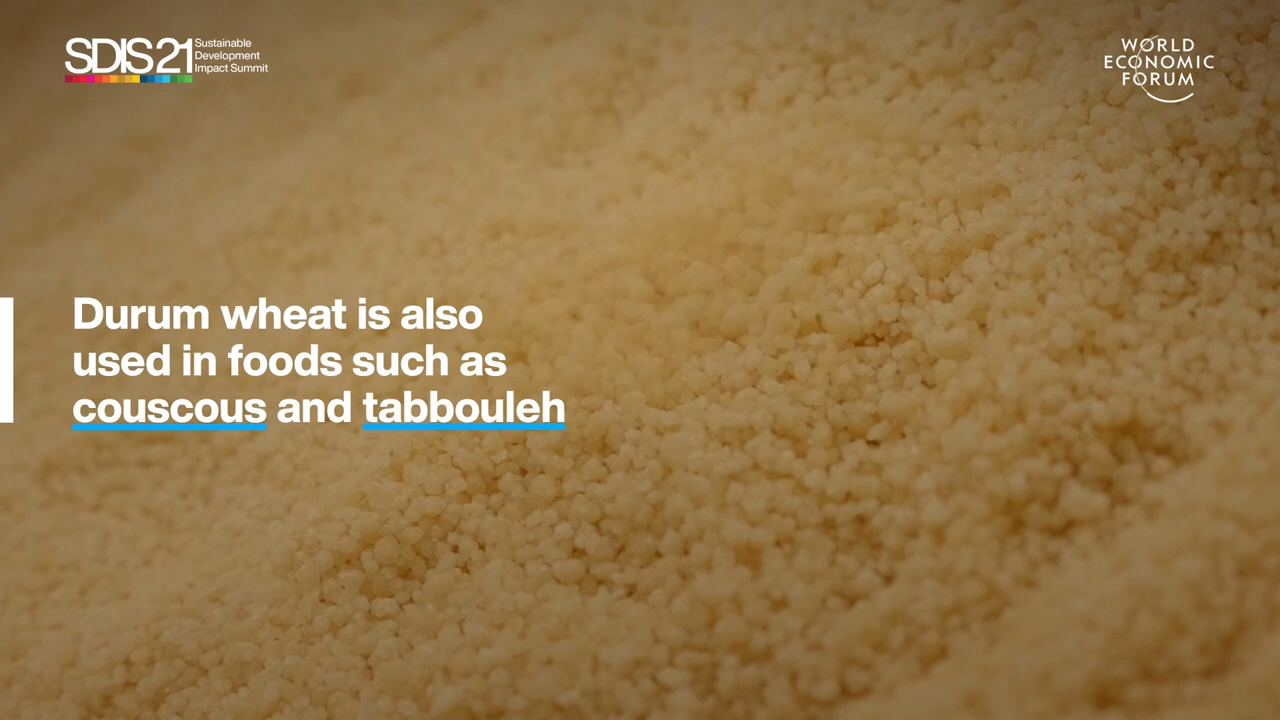 SDIS21
Sustainable
Development
Impact Summit
WORLD
ECONOMIC
FORUM
Durum wheat is also
used in foods such as
couscous and tabbouleh